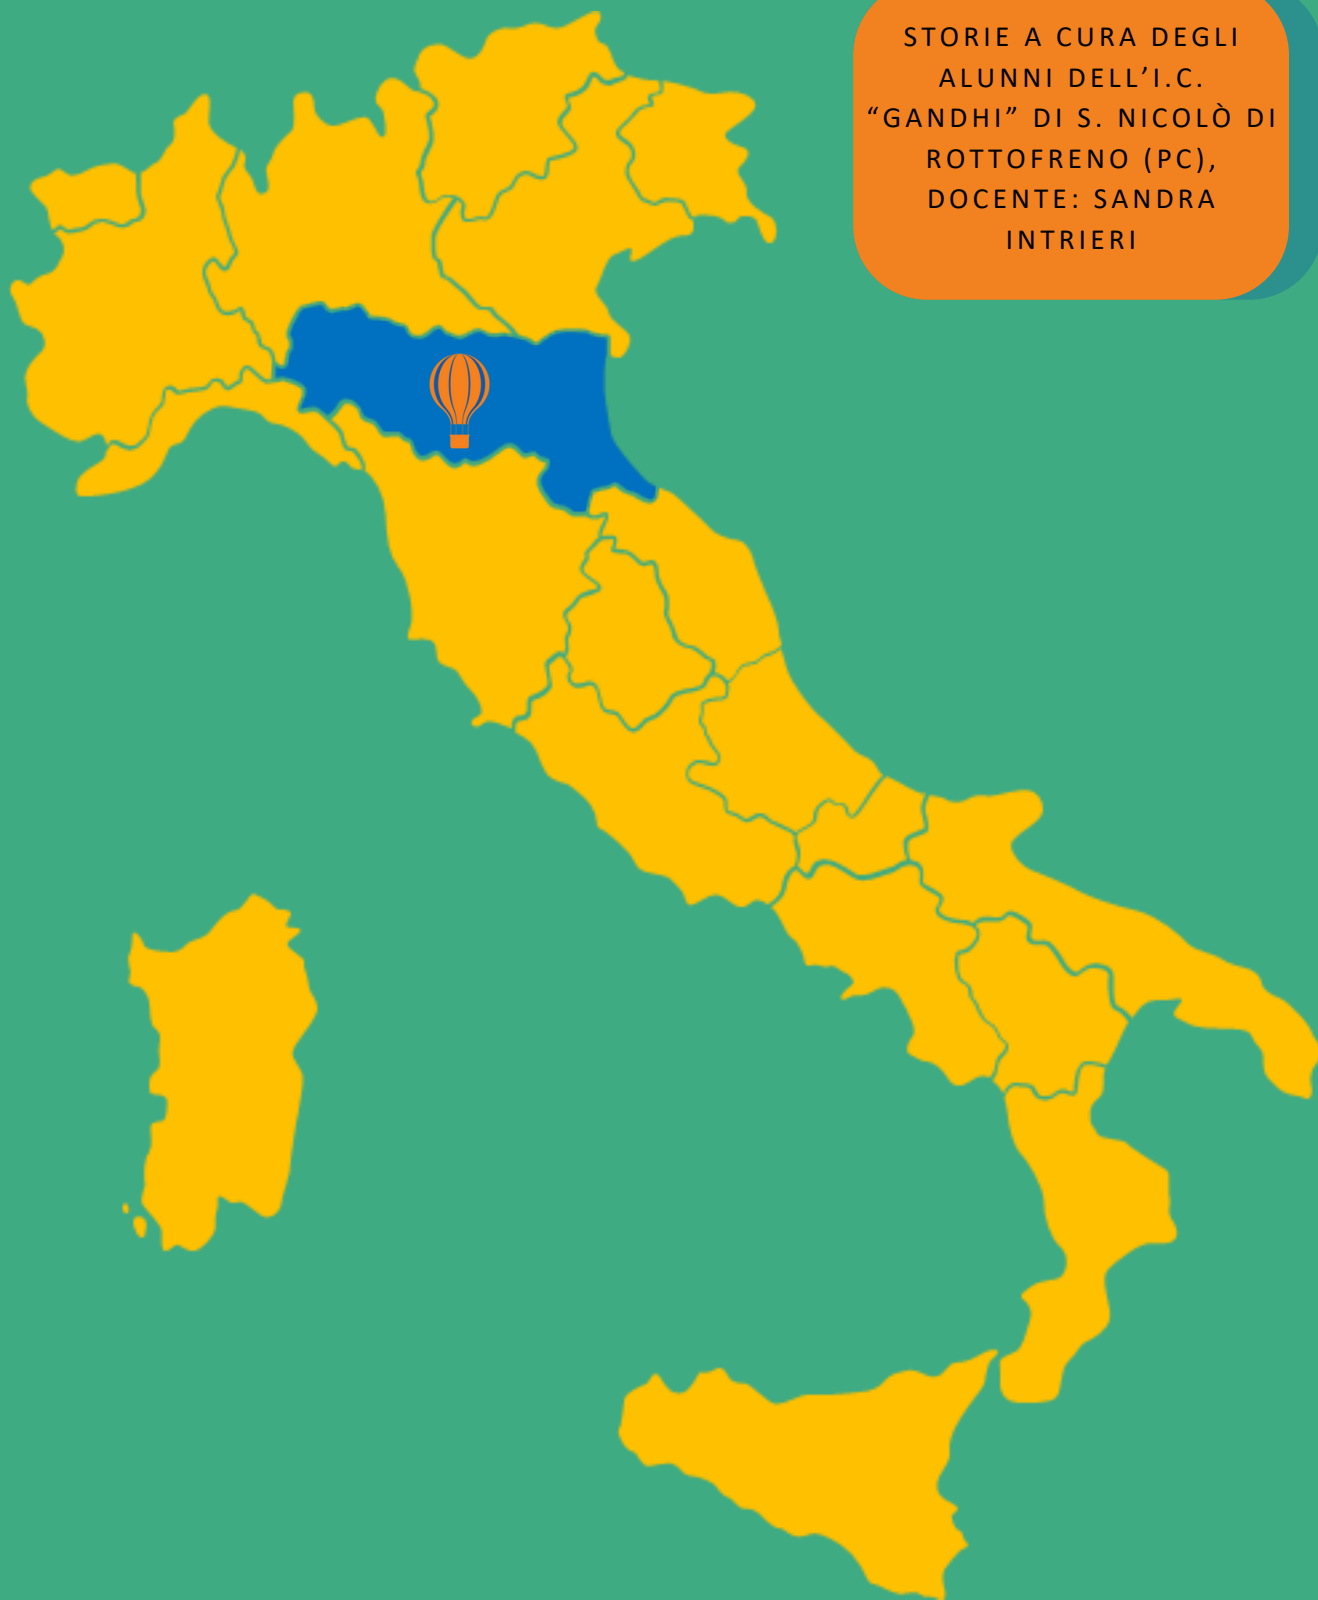 STORIE A CURA DEGLI
ALUNNI DELL’I.C.
“GANDHI” DI S. NICOLÒ DI
ROTTOFRENO (PC),
DOCENTE: SANDRA
INTRIERI